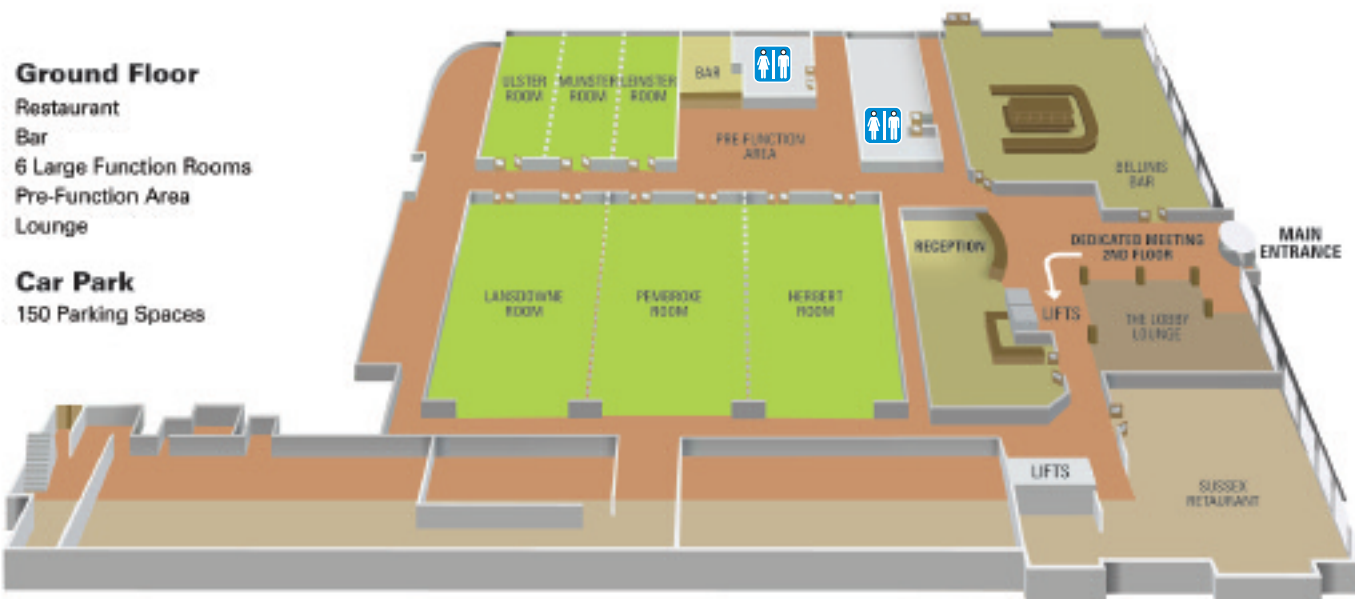 Ground Floor
Restaurant
Bar
6 Large Function Rooms
Pre-Function Area
Lounge
Car Park
150 Parking Spaces
ULSTER
ROOM
MUNSTER
ROOM
LEINSTER
ROOM
BAR
PRE FUNCTION
AREA
BELLINIS
BAR
RECEPTION
DEDICATED MEETING
2ND FLOOR
MAIN
ENTRANCE
LANSDOWNE
ROOM
PEMBROKE
ROOM
HERBERT
ROOM
LIFTS
THE LOBBY
LOUNGE
LIFTS
SUSSEX
RETAURANT